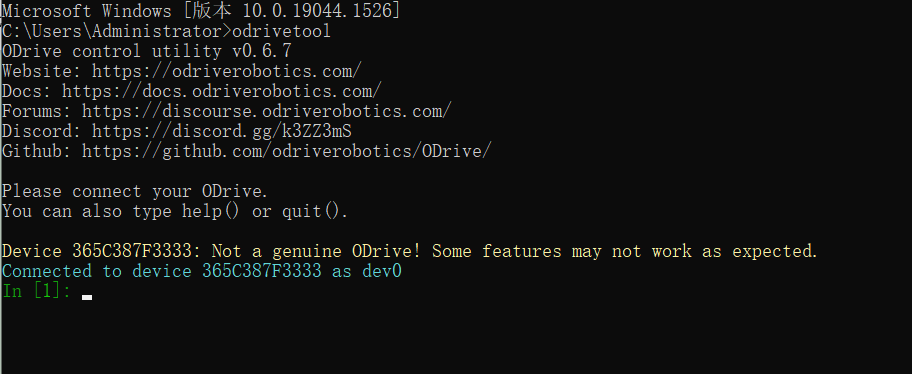 Microsoft Windows [版本 10.0.19044.1526]
C:\Users\Administrator>odrivetool
ODrive control utility v0.6.7
Website: https://odriverobotics.com/
Docs: https://docs.odriverobotics.com/
Forums: https://discourse.odriverobotics.com/
Discord: https://discord.gg/k3ZZ3mS
Github: https://github.com/odriverobotics/ODrive/
Please connect your ODrive.
You can also type help() or quit().
Device 365C387F3333: Not a genuine ODrive! Some features may not work as expected.
Connected to device 365C387F3333 as dev0
In [1]: